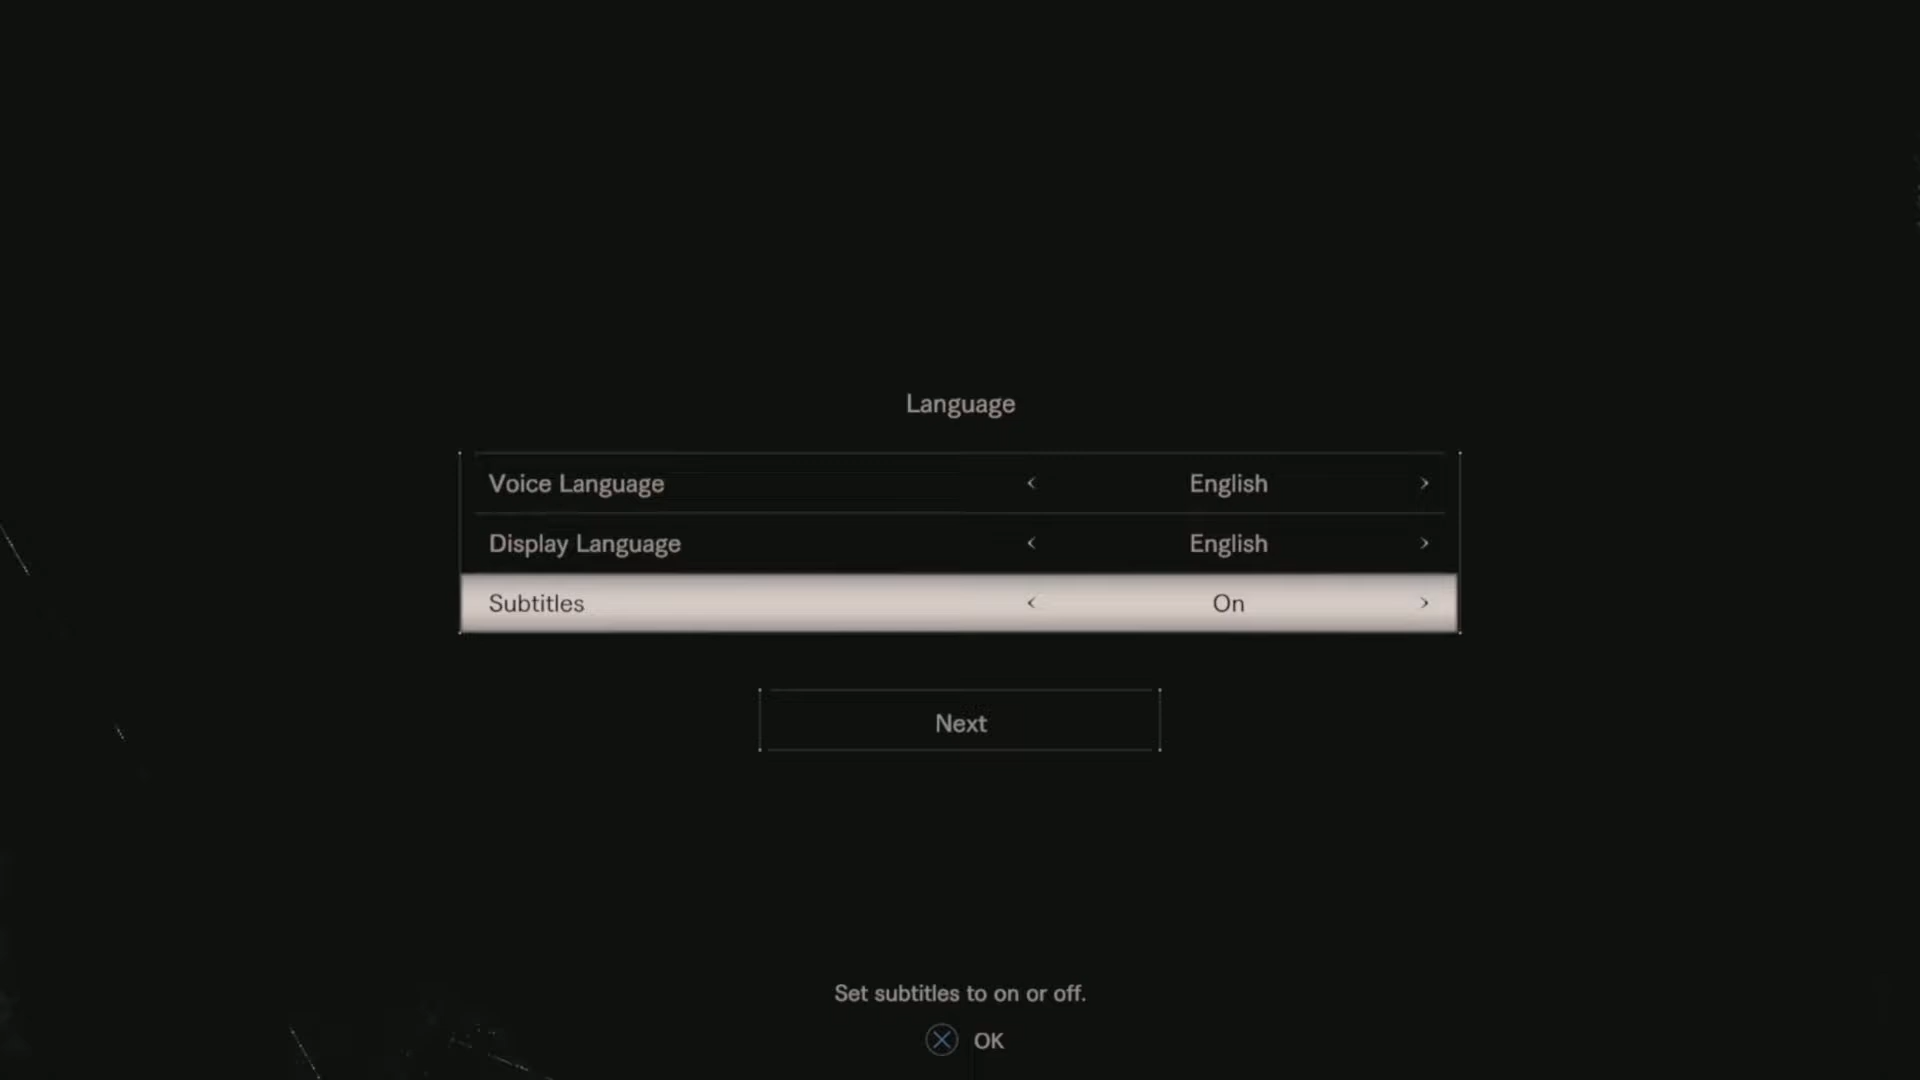 Language
Voice Language < English >
Display Language < English >
Subtitles < On >
Next
Set subtitles to on or off.
OK